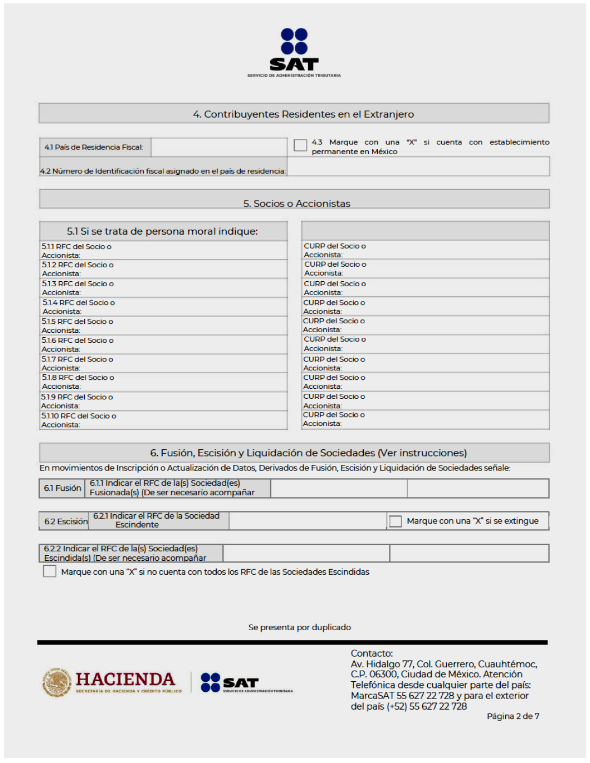 SAT
SERVICIO DE ADMINISTRACIÓN TRIBUTARIA
4. Contribuyentes Residentes en el Extranjero
4.1 País de Residencia Fiscal:
4.3 Marque con una "X" si cuenta con establecimiento
permanente en México
4.2 Número de Identificación fiscal asignado en el país de residencia:
5. Socios o Accionistas
5.1 Si se trata de persona moral indique:
5.1.1 RFC del Socio o
Accionista:
CURP del Socio o
Accionista:
5.1.2 RFC del Socio o
Accionista:
CURP del Socio o
Accionista:
5.1.3 RFC del Socio o
Accionista:
CURP del Socio o
Accionista:
5.1.4 RFC del Socio o
Accionista:
CURP del Socio o
Accionista:
5.1.5 RFC del Socio o
Accionista:
CURP del Socio o
Accionista:
5.1.6 RFC del Socio o
Accionista:
CURP del Socio o
Accionista:
5.1.7 RFC del Socio o
Accionista:
CURP del Socio o
Accionista:
5.1.8 RFC del Socio o
Accionista:
CURP del Socio o
Accionista:
5.1.9 RFC del Socio o
Accionista:
CURP del Socio o
Accionista:
5.1.10 RFC del Socio o
Accionista:
CURP del Socio o
Accionista:
6. Fusión, Escisión y Liquidación de Sociedades (Ver instrucciones)
En movimientos de Inscripción o Actualización de Datos, Derivados de Fusión, Escisión y Liquidación de Sociedades señale:
6.1 Fusión
6.1.1 Indicar el RFC de la(s) Sociedad(es)
Fusionada(s) (De ser necesario acompañar
6.2 Escisión
6.2.1 Indicar el RFC de la Sociedad
Escindente
Marque con una "X" si se extingue
6.2.2 Indicar el RFC de la(s) Sociedad(es)
Escindida(s) (De ser necesario acompañar
Marque con una "X" si no cuenta con todos los RFC de las Sociedades Escindidas
Se presenta por duplicado
HACIENDA
SECRETARÍA DE HACIENDA Y CRÉDITO PÚBLICO
SAT
SERVICIO DE ADMINISTRACIÓN TRIBUTARIA
Contacto:
Av. Hidalgo 77, Col. Guerrero, Cuauhtémoc,
C.P. 06300, Ciudad de México. Atención
Telefónica desde cualquier parte del país:
MarcaSAT 55 627 22 728 y para el exterior
del país (+52) 55 627 22 728
Página 2 de 7